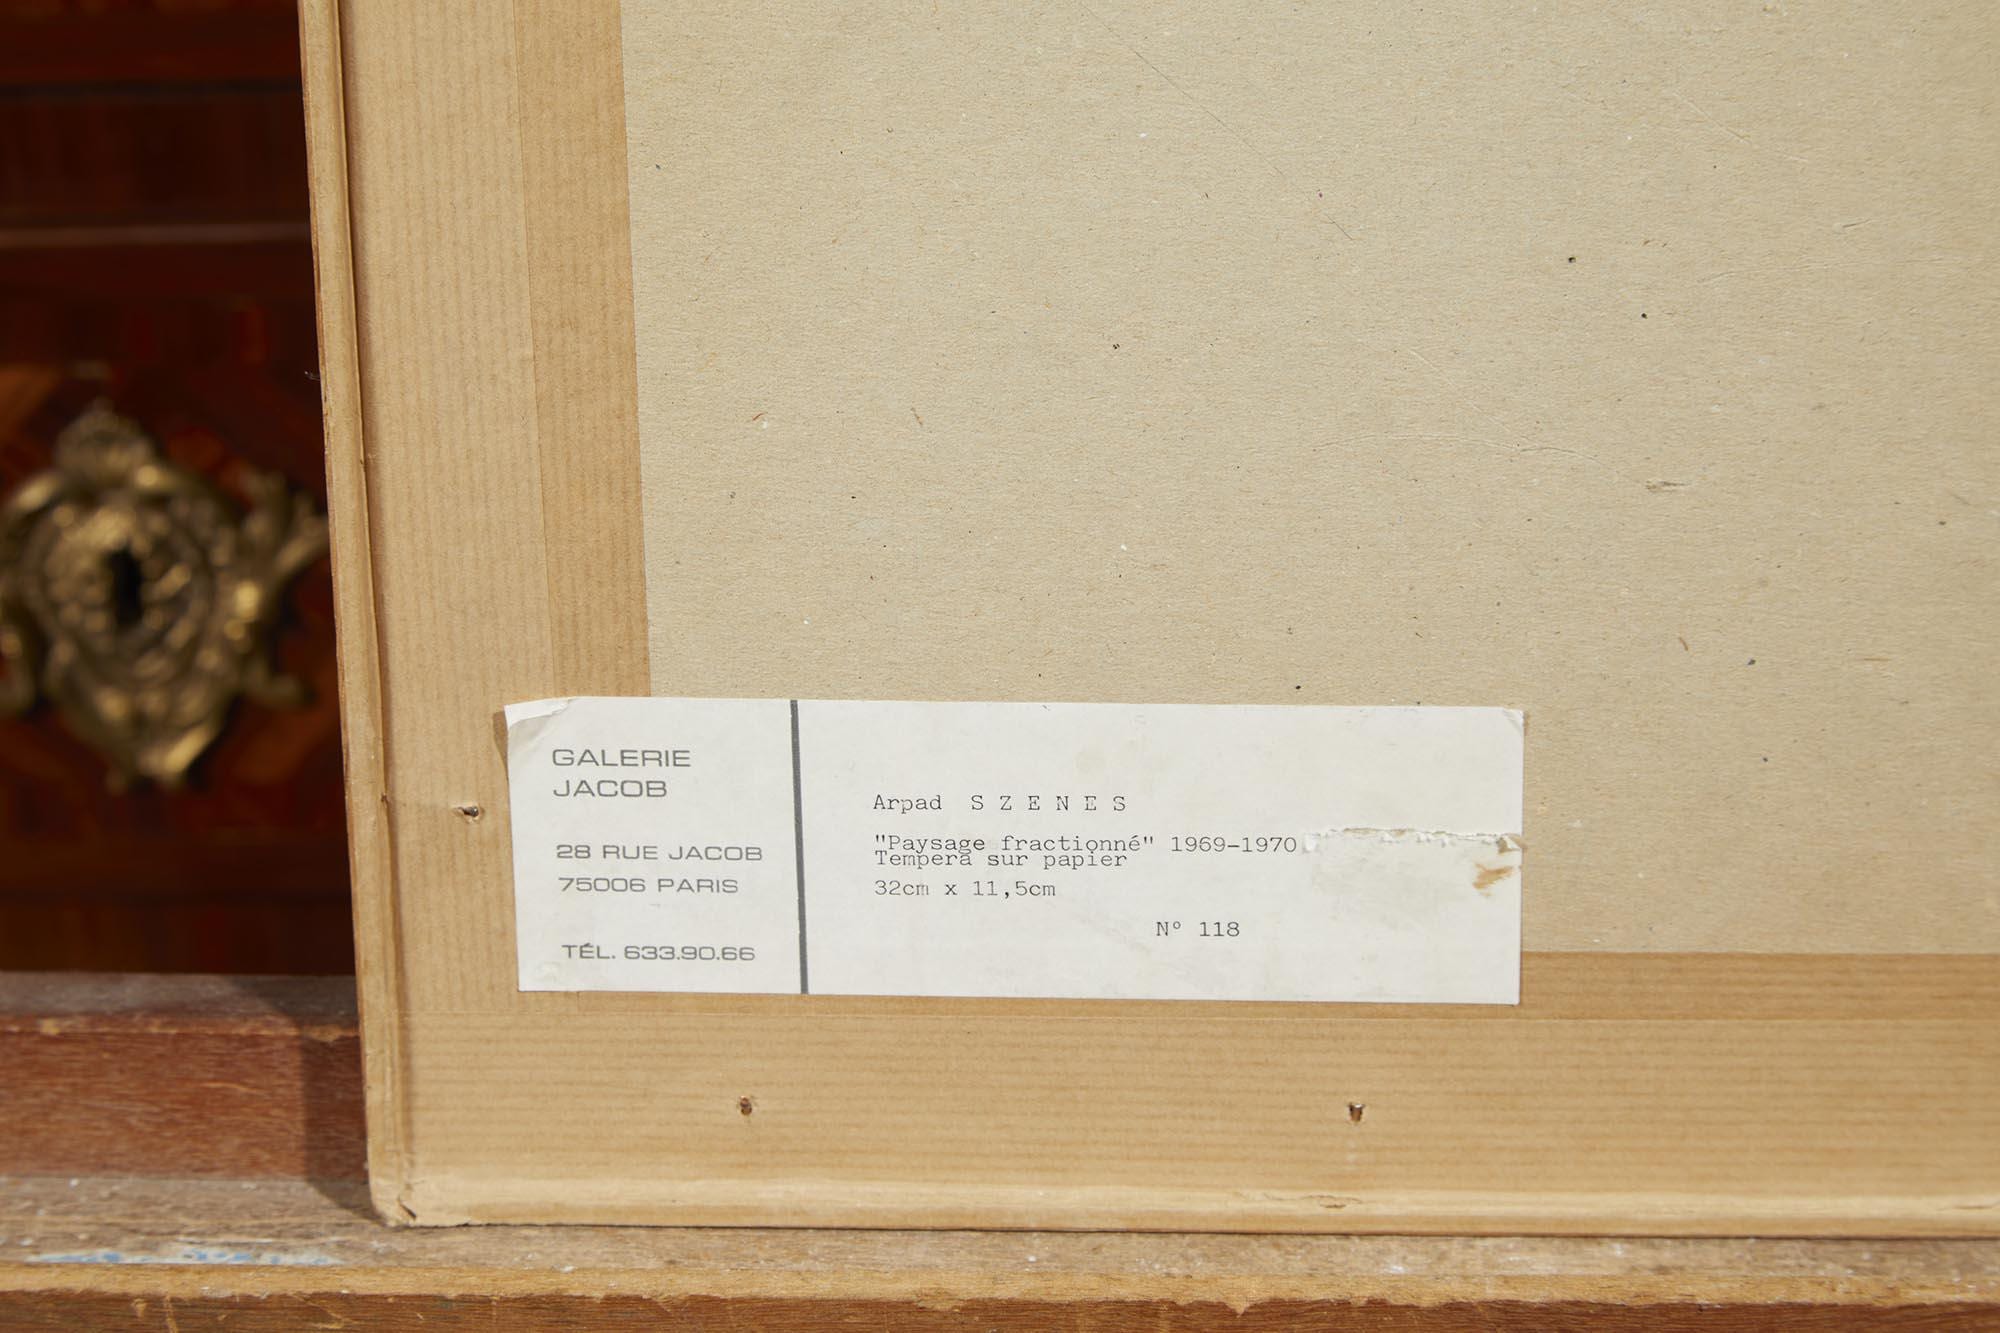 GALERIE
JACOB
28 RUE JACOB
75006 PARIS
TÉL. 633.90.66
Arpad S Z E N E S
"Paysage fractionné" 1969-1970
Tempera sur papier
32cm x 11,5cm
N° 118